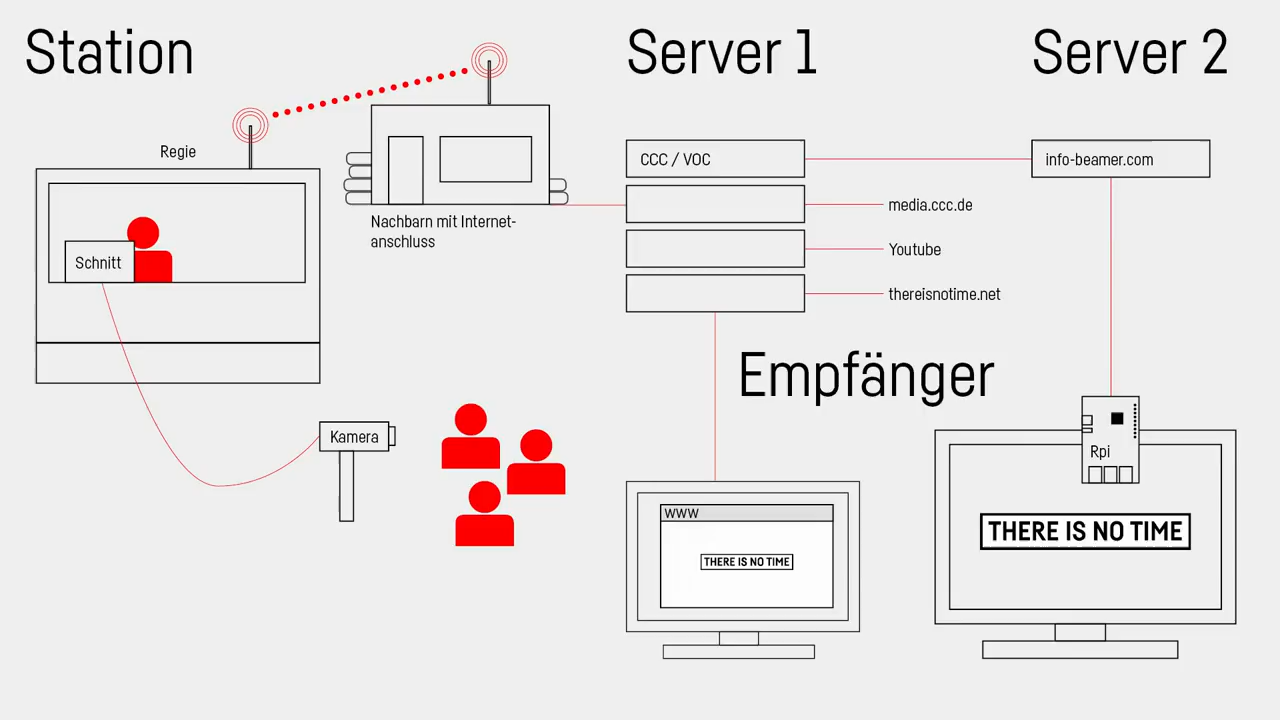 Station
Server 1
Server 2
Regie
CCC / VOC
info-beamer.com
media.ccc.de
Nachbarn mit Internet-
anschluss
Youtube
Schnitt
thereisnotime.net
Empfänger
Kamera
Rpi
WWW
THERE IS NO TIME
THERE IS NO TIME